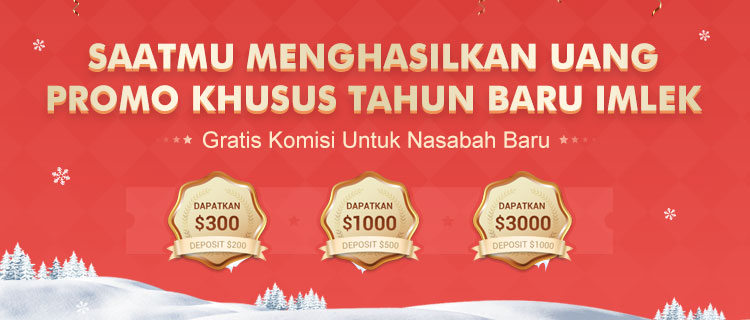 SAATMU MENGHASILKAN UANG
PROMO KHUSUS TAHUN BARU IMLEK
Gratis Komisi Untuk Nasabah Baru
DAPATKAN
$300
DEPOSIT $200
DAPATKAN
$1000
DEPOSIT $500
DAPATKAN
$3000
DEPOSIT $1000